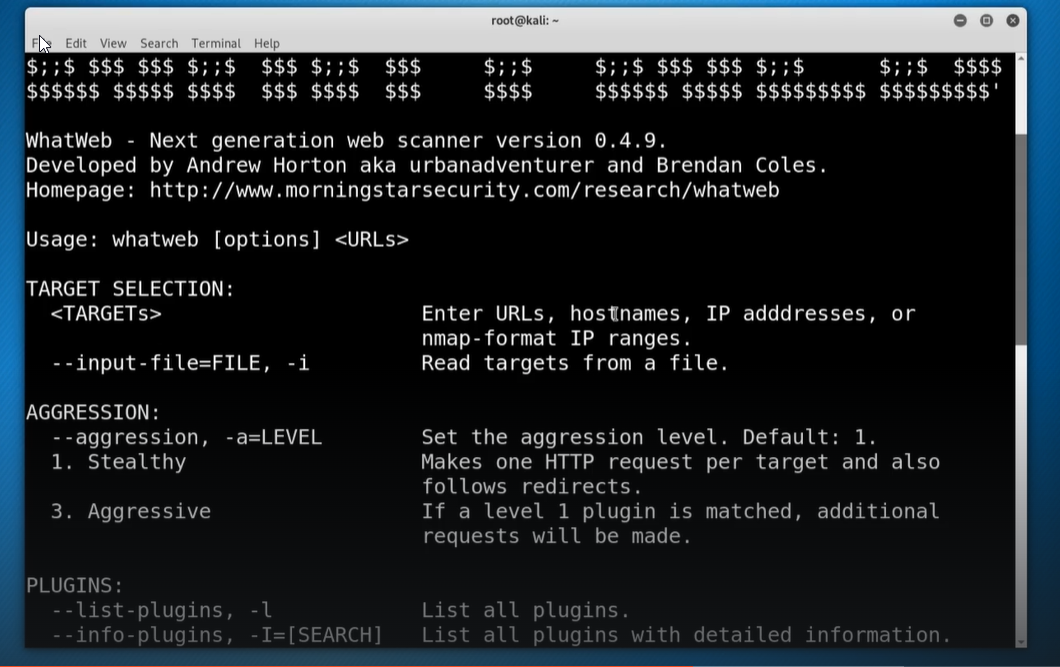 root@kali: ~
Edit View Search Terminal Help
$;;$ $$$ $$$ $;;$  $$$ $;;$  $$$     $;;$     $;;$ $$$ $$$ $;;$      $;;$  $$$$
$$$$$$ $$$$$ $$$$  $$$ $$$$  $$$     $$$$     $$$$$$ $$$$$ $$$$$$$$$ $$$$$$$$$'
WhatWeb - Next generation web scanner version 0.4.9.
Developed by Andrew Horton aka urbanadventurer and Brendan Coles.
Homepage: http://www.morningstarsecurity.com/research/whatweb
Usage: whatweb [options] <URLs>
TARGET SELECTION:
<TARGETs> Enter URLs, hostnames, IP adddresses, or
nmap-format IP ranges.
--input-file=FILE, -i Read targets from a file.
AGGRESSION:
--aggression, -a=LEVEL Set the aggression level. Default: 1.
1. Stealthy Makes one HTTP request per target and also
follows redirects.
3. Aggressive If a level 1 plugin is matched, additional
requests will be made.
PLUGINS:
--list-plugins, -l List all plugins.
--info-plugins, -I=[SEARCH] List all plugins with detailed information.